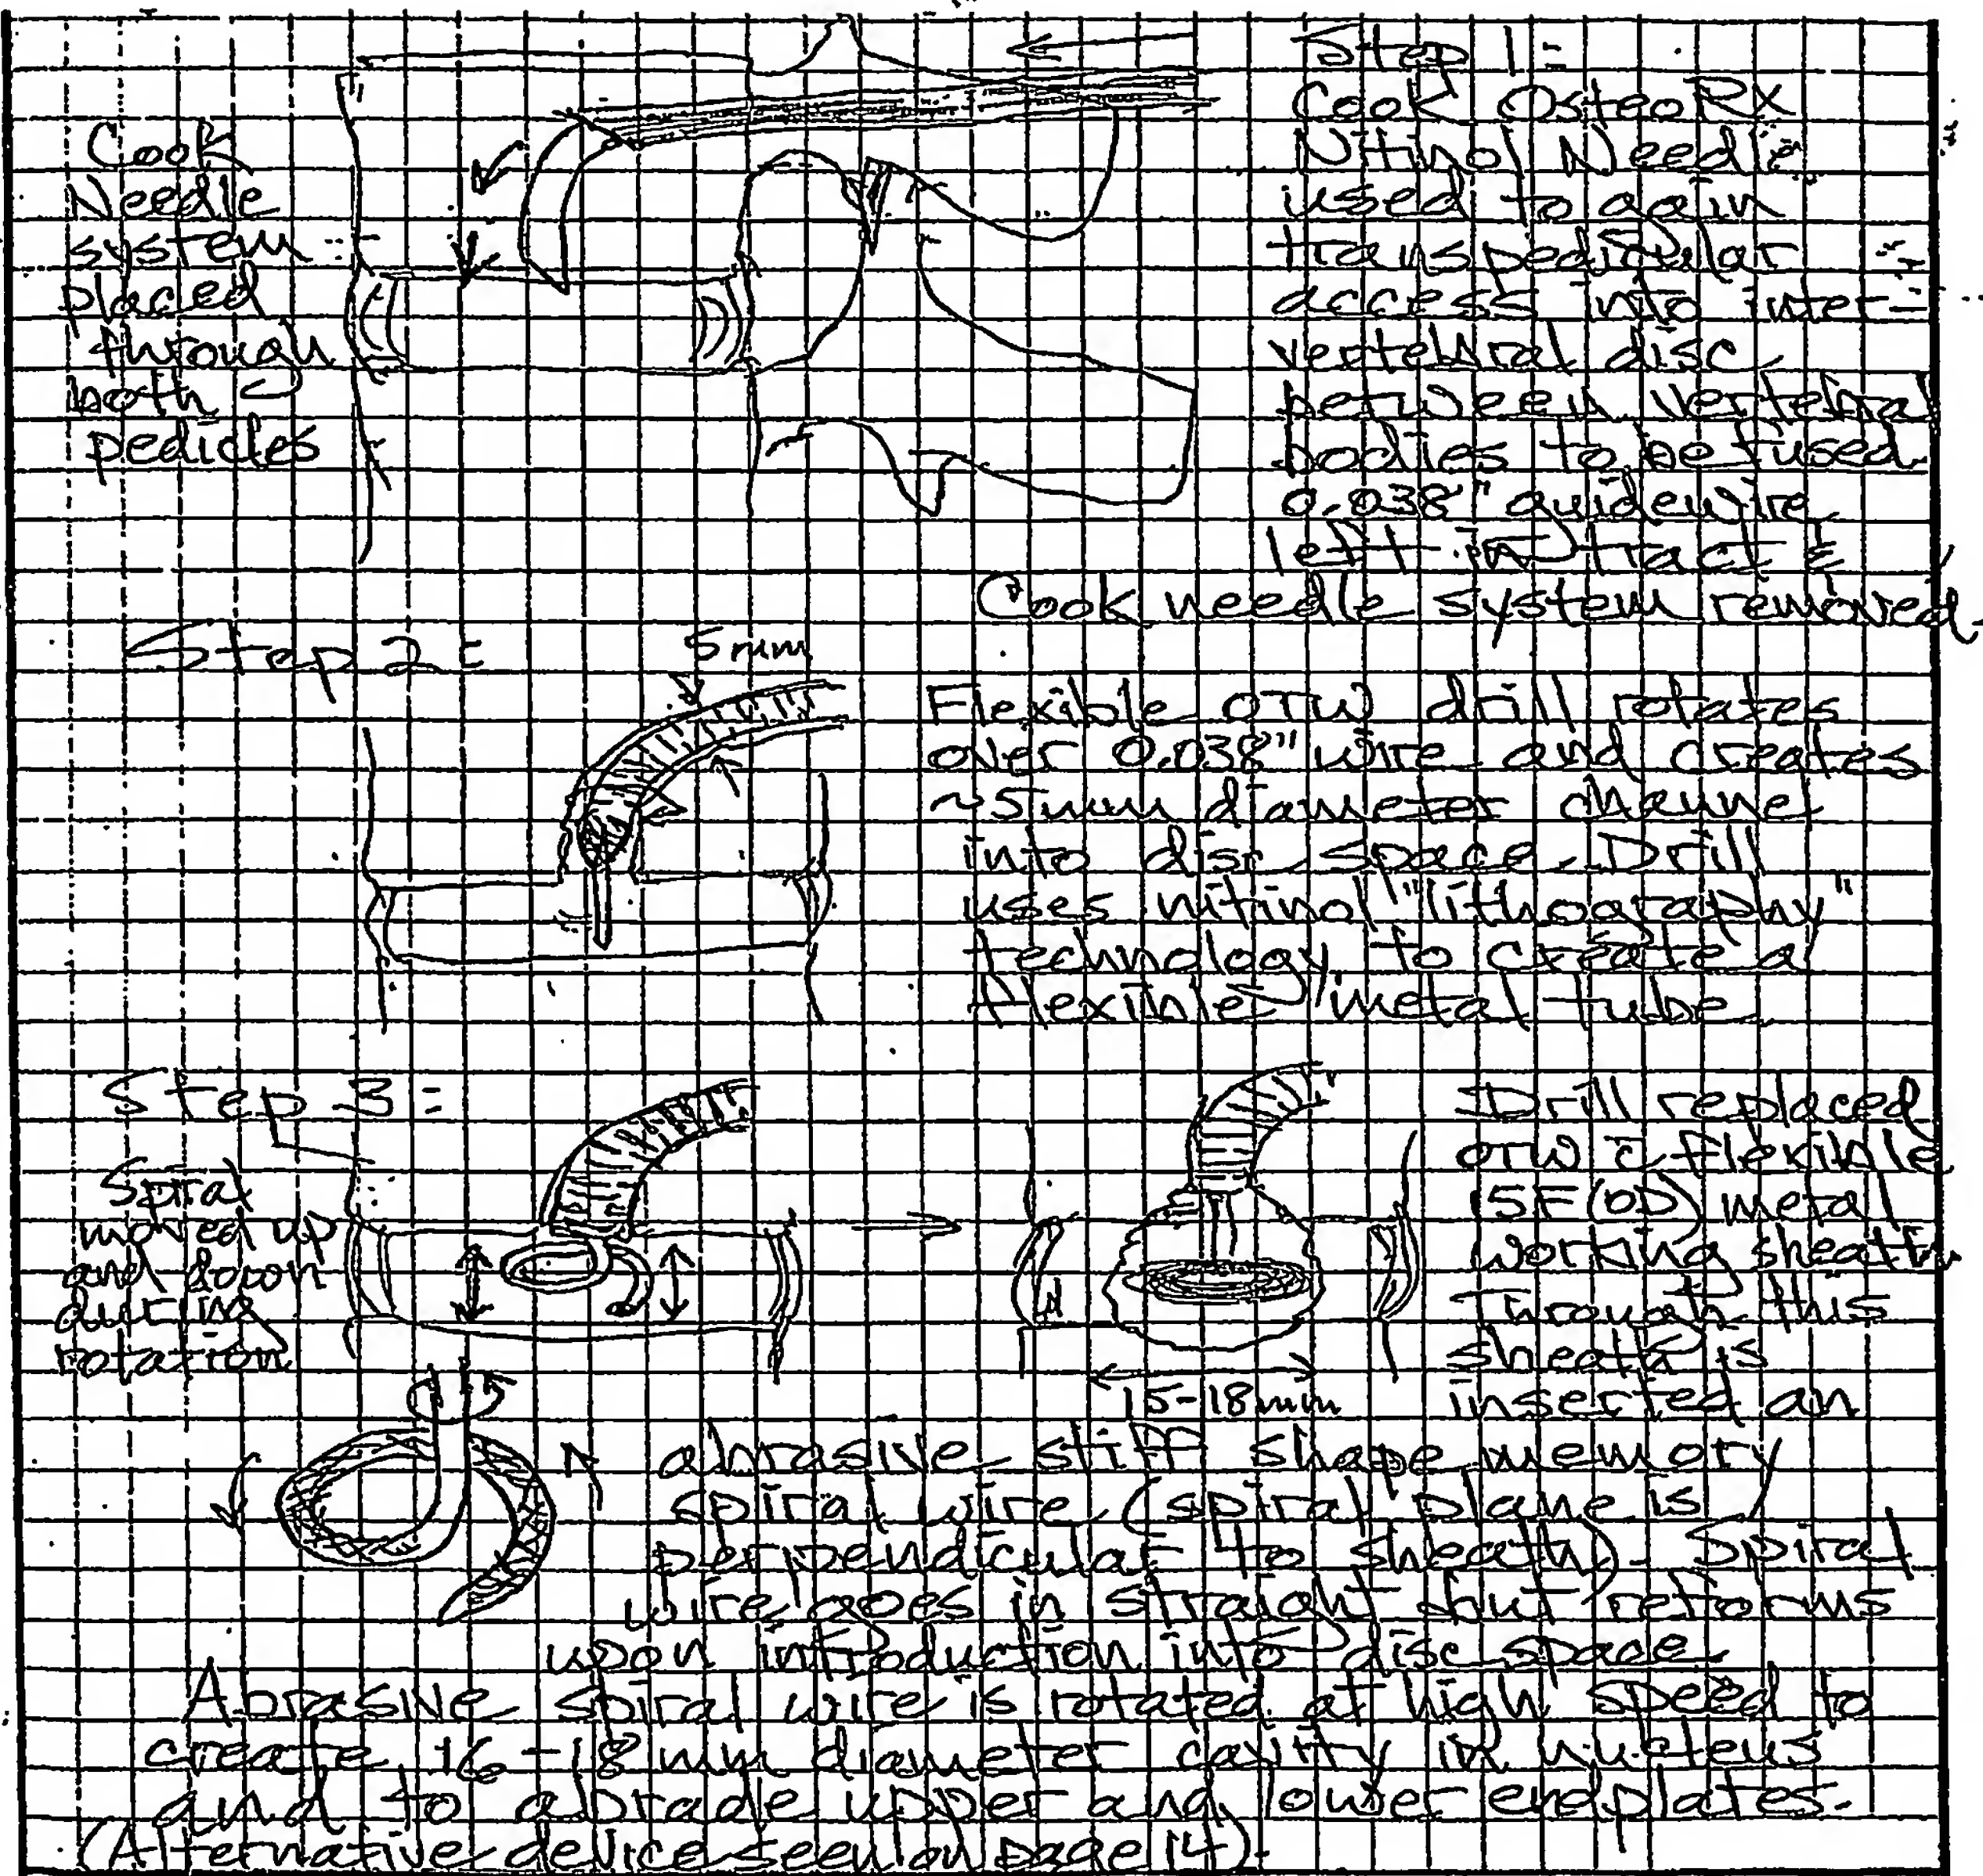 Step 1:
Cook OsteoRx
Nitinol Needle
used to gain
transpedicular
access into inter-
vertebral disc
between vertebral
bodies to be fused.
0.038" guidewire
left in tract &
Cook needle system removed.
Cook
Needle
system
placed
through
both
pedicles
Step 2:
5mm
Flexible OTW drill rotates
over 0.038" wire and creates
~5mm diameter channel
into disc space. Drill
uses nitinol "lithography"
technology to create a
flexible metal tube
Step 3:
Spiral
moved up
and down
during
rotation
15-18mm
Drill replaced
OTW c̄ flexible
15F (OD) metal
working sheath
Through this
sheath is
inserted an
abrasive stiff shape memory
spiral wire (spiral plane is
perpendicular to sheath). Spiral
wire goes in straight but reforms
upon introduction into disc space
Abrasive spiral wire is rotated at high speed to
create 16-18mm diameter cavity in nucleus
and to abrade upper and lower endplates.
(Alternative device seen on page 14).